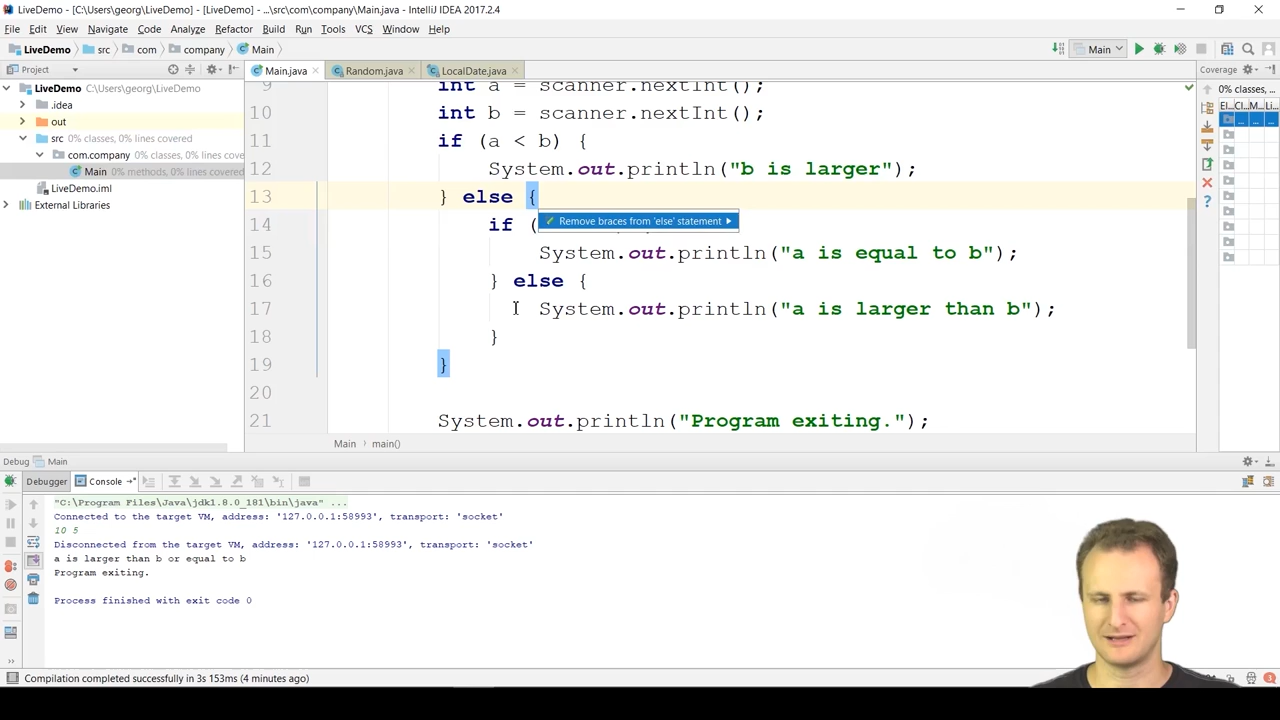 LiveDemo - [C:\Users\georg\LiveDemo] - [LiveDemo] - ...\src\com\company\Main.java - IntelliJ IDEA 2017.2.4
File Edit View Navigate Code Analyze Refactor Build Run Tools VCS Window Help
LiveDemo src com company Main Main
Project Main.java Random.java LocalDate.java Coverage
LiveDemo C:\Users\georg\LiveDemo
.idea
out
src 0% classes, 0% lines covered
com.company 0% classes, 0% lines covered
Main 0% methods, 0% lines covered
LiveDemo.iml
External Libraries
9 int a = scanner.nextInt();
10 int b = scanner.nextInt();
11 if (a < b) {
12 System.out.println("b is larger");
13 } else {
Remove braces from 'else' statement
14 if (
15 System.out.println("a is equal to b");
16 } else {
17 System.out.println("a is larger than b");
18 }
19 }
20
21 System.out.println("Program exiting.");
Main main()
0% classes, ...
El... Cl... M... Li...
Debug Main
Debugger Console
"C:\Program Files\Java\jdk1.8.0_181\bin\java" ...
Connected to the target VM, address: '127.0.0.1:58993', transport: 'socket'
10 5
Disconnected from the target VM, address: '127.0.0.1:58993', transport: 'socket'
a is larger than b or equal to b
Program exiting.
Process finished with exit code 0
Compilation completed successfully in 3s 153ms (4 minutes ago)